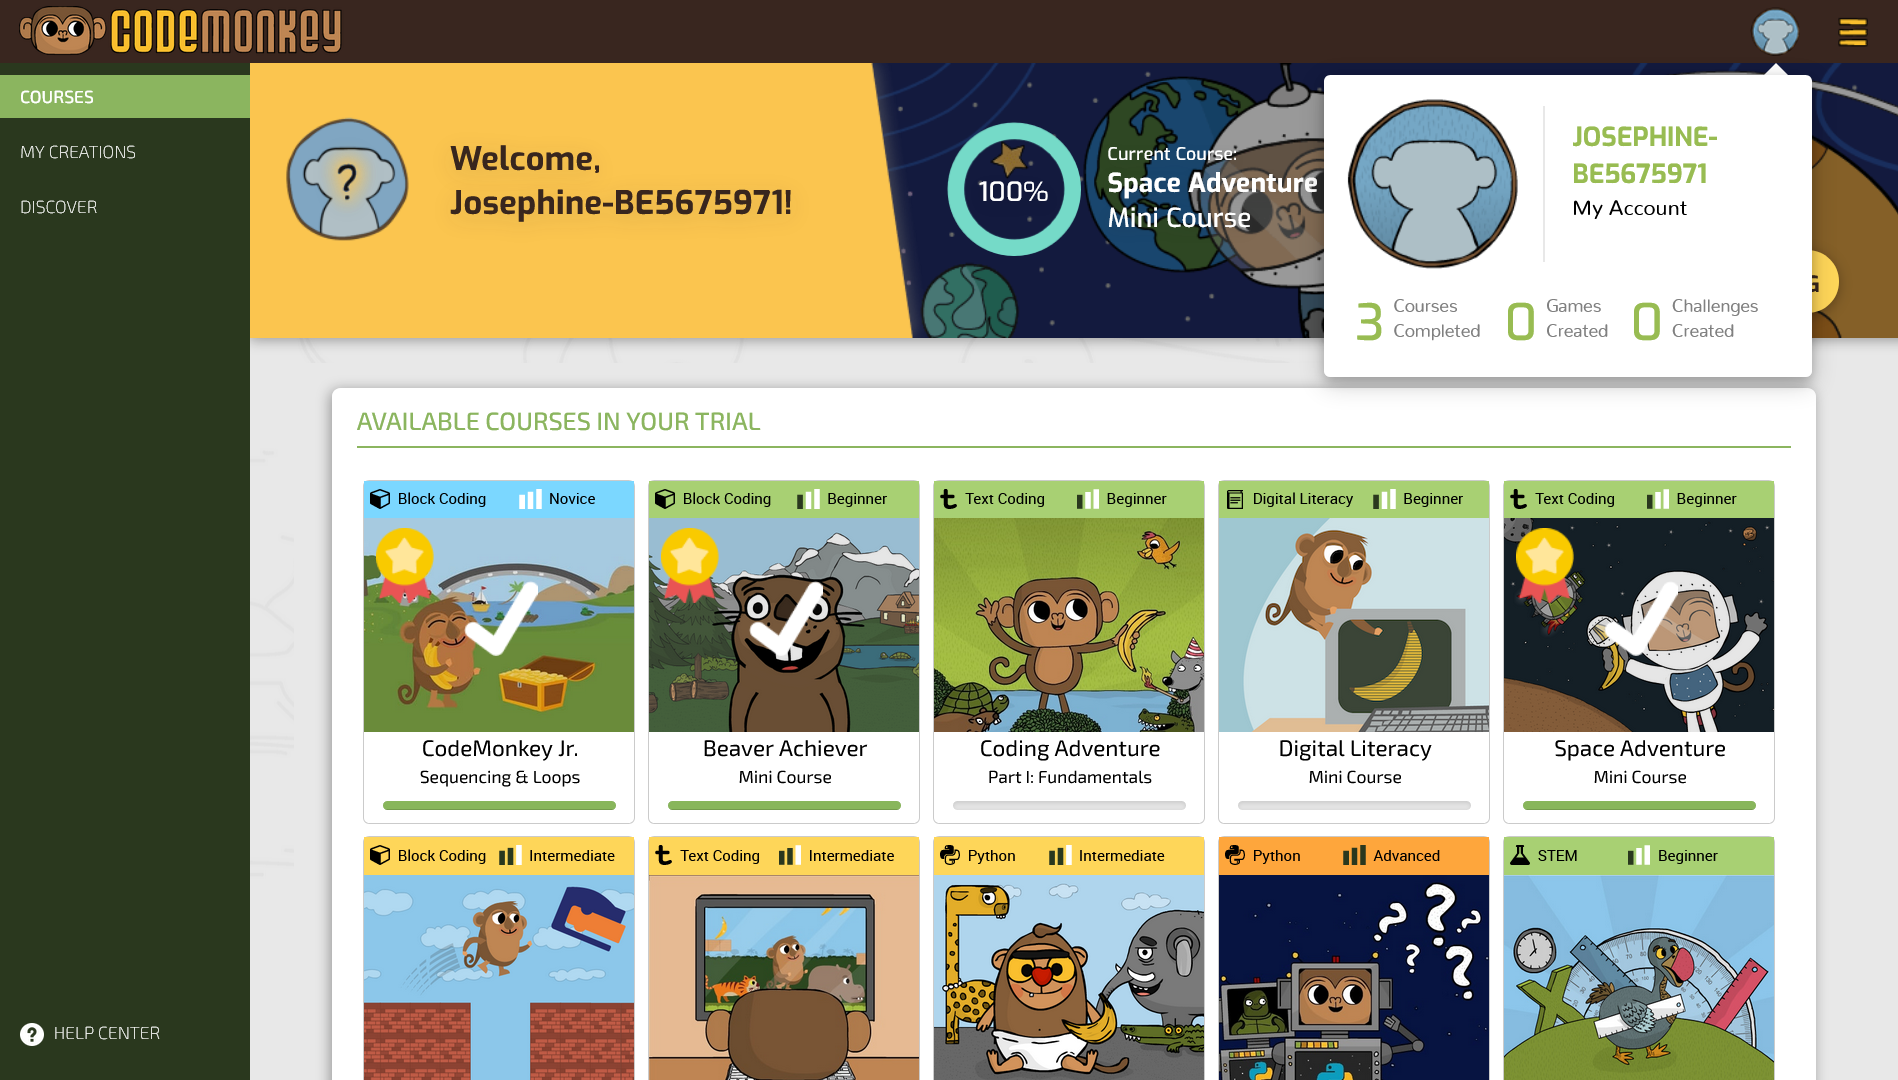 CODEMONKEY
COURSES
MY CREATIONS
DISCOVER
HELP CENTER
Welcome,
Josephine-BE5675971!
100%
Current Course:
Space Adventure
Mini Course
JOSEPHINE-
BE5675971
My Account
3 Courses Completed
0 Games Created
0 Challenges Created
AVAILABLE COURSES IN YOUR TRIAL
Block Coding Novice
CodeMonkey Jr.
Sequencing & Loops
Block Coding Beginner
Beaver Achiever
Mini Course
Text Coding Beginner
Coding Adventure
Part I: Fundamentals
Digital Literacy Beginner
Digital Literacy
Mini Course
Text Coding Beginner
Space Adventure
Mini Course
Block Coding Intermediate
Text Coding Intermediate
Python Intermediate
Python Advanced
STEM Beginner